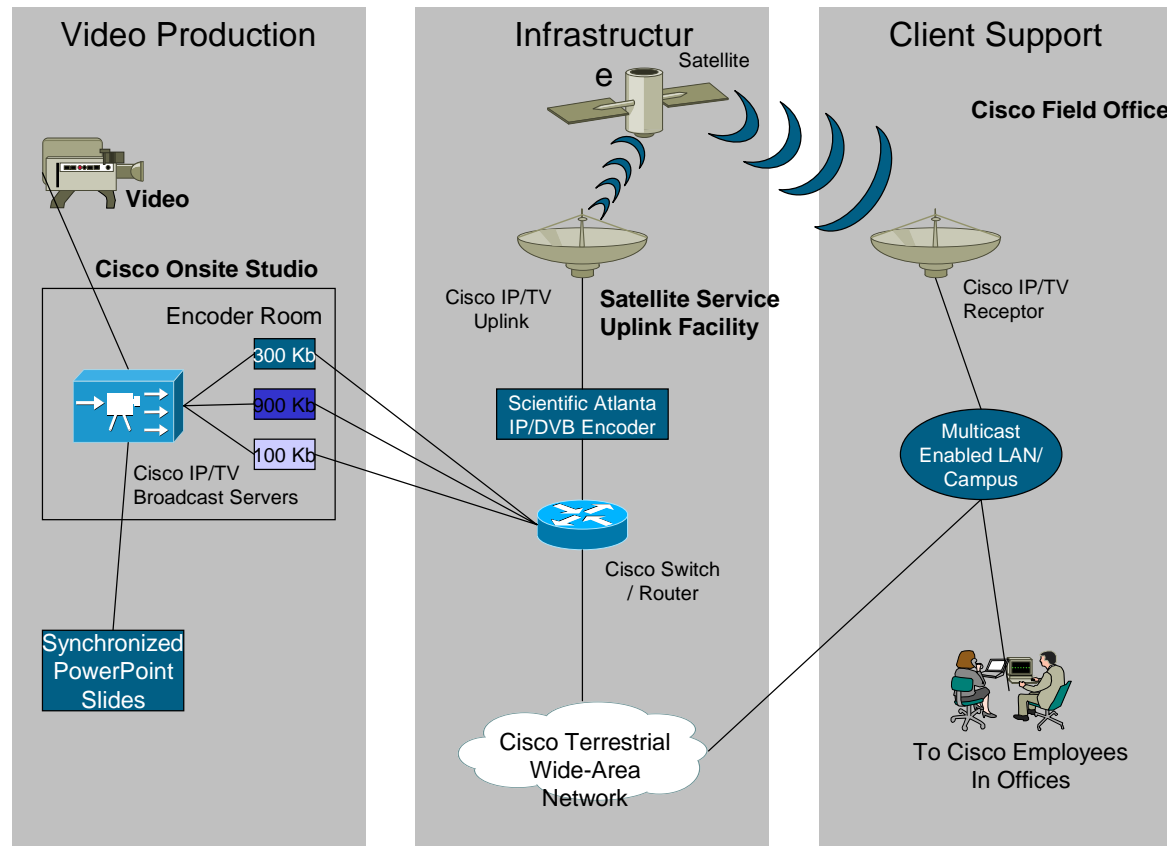 Video Production
Video
Cisco Onsite Studio
Encoder Room
300 Kb
900 Kb
100 Kb
Cisco IP/TV
Broadcast Servers
Synchronized
PowerPoint
Slides
Infrastructur
e
Satellite
Cisco IP/TV
Uplink
Satellite Service
Uplink Facility
Scientific Atlanta
IP/DVB Encoder
Cisco Switch
/ Router
Cisco Terrestrial
Wide-Area
Network
Client Support
Cisco Field Office
Cisco IP/TV
Receptor
Multicast
Enabled LAN/
Campus
To Cisco Employees
In Offices